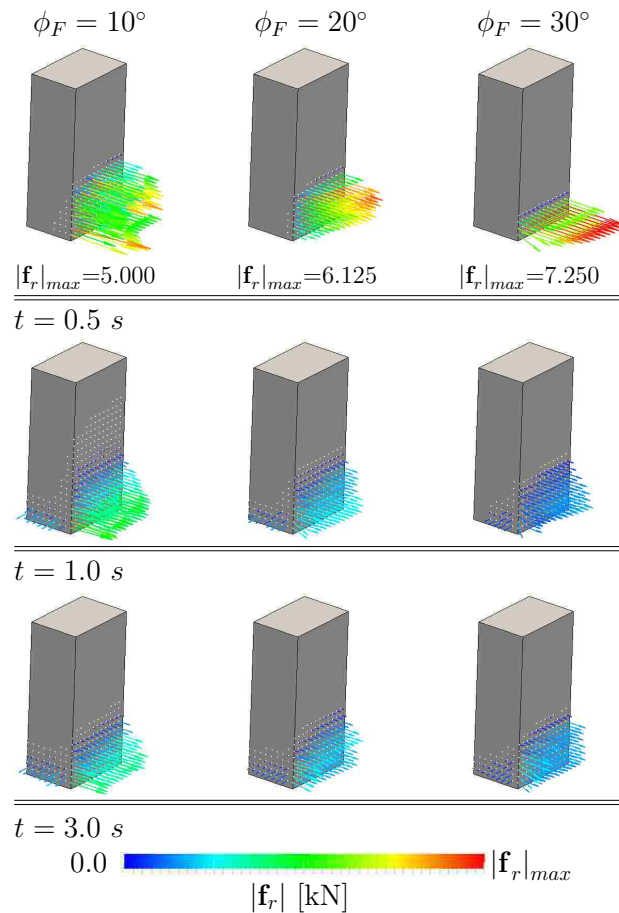 ϕ_F = 10° ϕ_F = 20° ϕ_F = 30°
|f_r|_max=5.000 |f_r|_max=6.125 |f_r|_max=7.250
t = 0.5 s
t = 1.0 s
t = 3.0 s
0.0 |f_r|_max
|f_r| [kN]